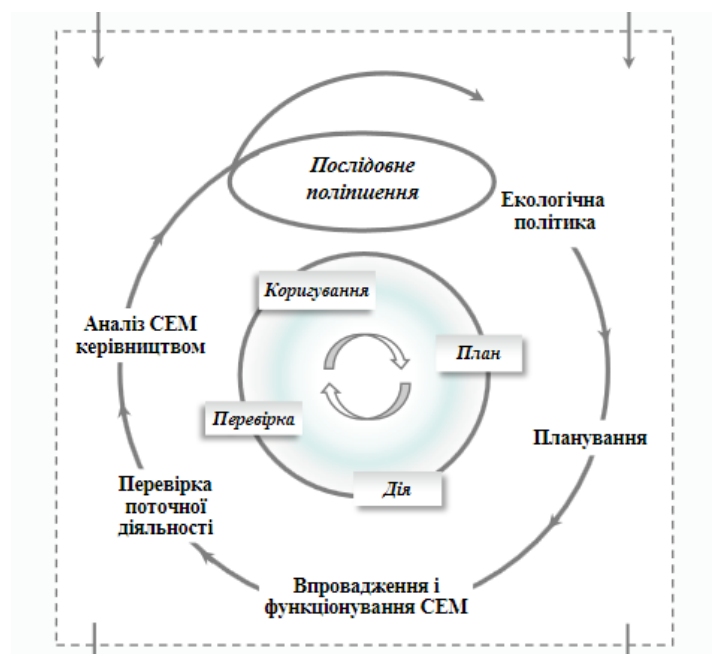 Послідовне
поліпшення
Екологічна
політика
Коригування
Аналіз СЕМ
керівництвом
План
Перевірка
Планування
Перевірка
поточної
діяльності
Дія
Впровадження і
функціонування СЕМ